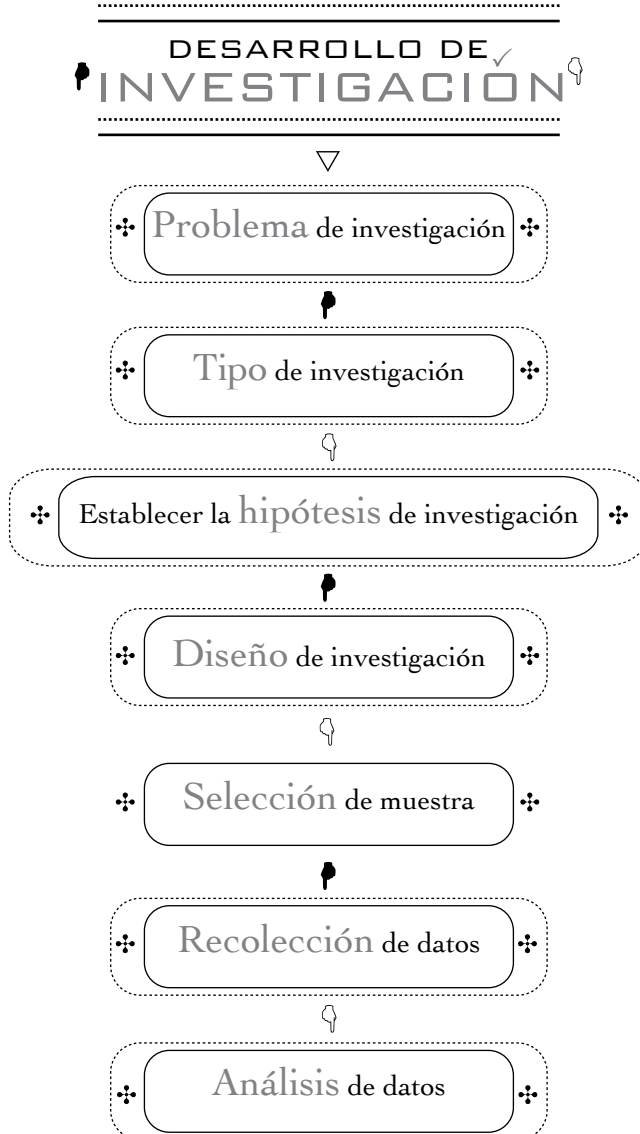 DESARROLLO DE
INVESTIGACIÓN
Problema de investigación
Tipo de investigación
Establecer la hipótesis de investigación
Diseño de investigación
Selección de muestra
Recolección de datos
Análisis de datos